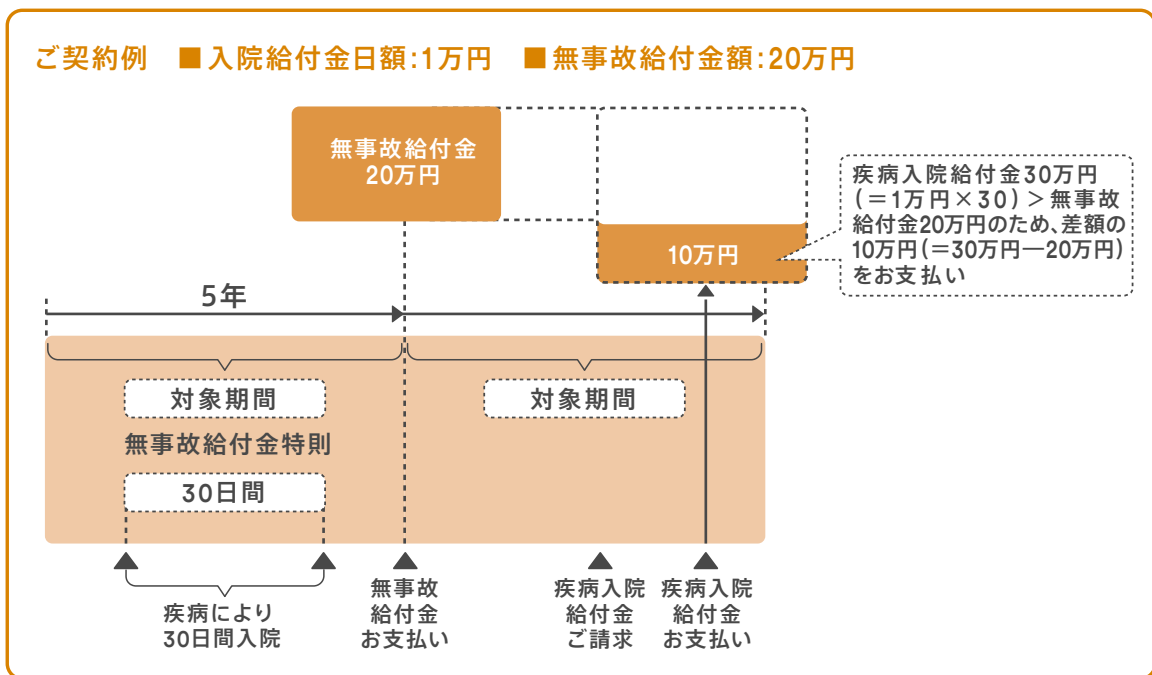 ご契約例 ■入院給付金日額:1万円 ■無事故給付金額:20万円
無事故給付金
20万円
疾病入院給付金30万円
(=1万円×30)>無事故
給付金20万円のため、差額の
10万円(=30万円―20万円)
をお支払い
10万円
5年
対象期間
対象期間
無事故給付金特則
30日間
疾病により
30日間入院
無事故
給付金
お支払い
疾病入院
給付金
ご請求
疾病入院
給付金
お支払い